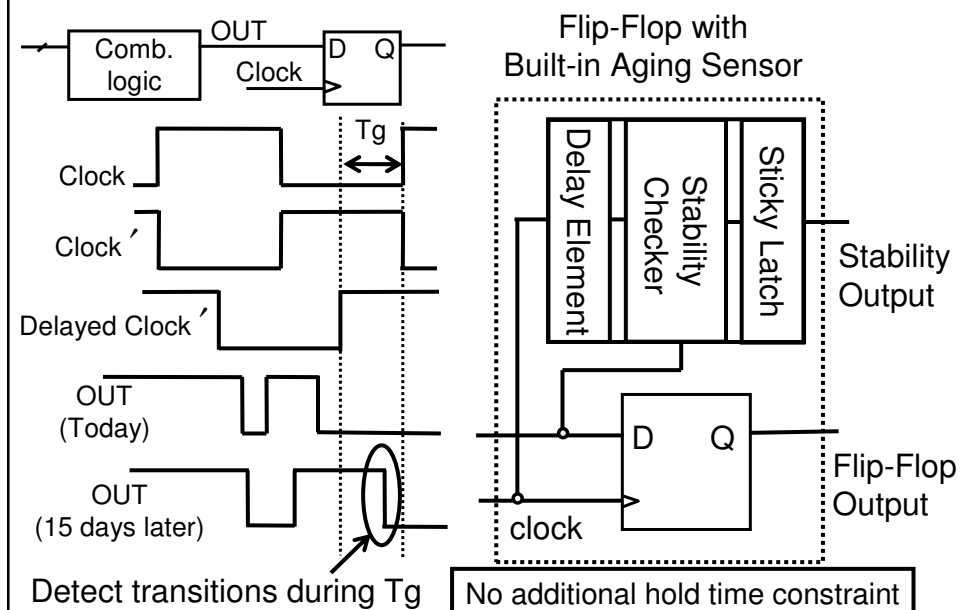 OUT
Comb.
logic
Clock
D Q
Tg
Clock
Clock ′
Delayed Clock ′
OUT
(Today)
OUT
(15 days later)
Detect transitions during Tg
Flip-Flop with
Built-in Aging Sensor
Delay Element
Stability
Checker
Sticky Latch
Stability
Output
D Q
clock
Flip-Flop
Output
No additional hold time constraint